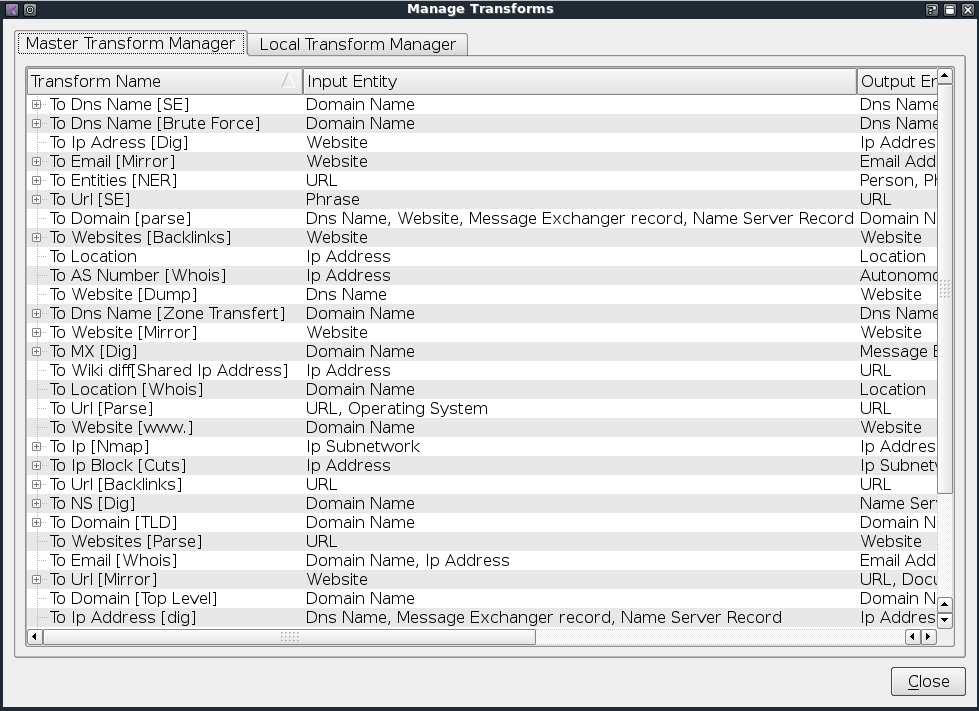 Manage Transforms
Master Transform Manager Local Transform Manager
Transform Name Input Entity Output Er
To Dns Name [SE] Domain Name Dns Name
To Dns Name [Brute Force] Domain Name Dns Name
To Ip Adress [Dig] Website Ip Addres
To Email [Mirror] Website Email Add
To Entities [NER] URL Person, Ph
To Url [SE] Phrase URL
To Domain [parse] Dns Name, Website, Message Exchanger record, Name Server Record Domain N
To Websites [Backlinks] Website Website
To Location Ip Address Location
To AS Number [Whois] Ip Address Autonomo
To Website [Dump] Dns Name Website
To Dns Name [Zone Transfert] Domain Name Dns Name
To Website [Mirror] Website Website
To MX [Dig] Domain Name Message E
To Wiki diff[Shared Ip Address] Ip Address URL
To Location [Whois] Domain Name Location
To Url [Parse] URL, Operating System URL
To Website [www.] Domain Name Website
To Ip [Nmap] Ip Subnetwork Ip Addres
To Ip Block [Cuts] Ip Address Ip Subnetw
To Url [Backlinks] URL URL
To NS [Dig] Domain Name Name Ser
To Domain [TLD] Domain Name Domain N
To Websites [Parse] URL Website
To Email [Whois] Domain Name, Ip Address Email Add
To Url [Mirror] Website URL, Docu
To Domain [Top Level] Domain Name Domain N
To Ip Address [dig] Dns Name, Message Exchanger record, Name Server Record Ip Addres
Close